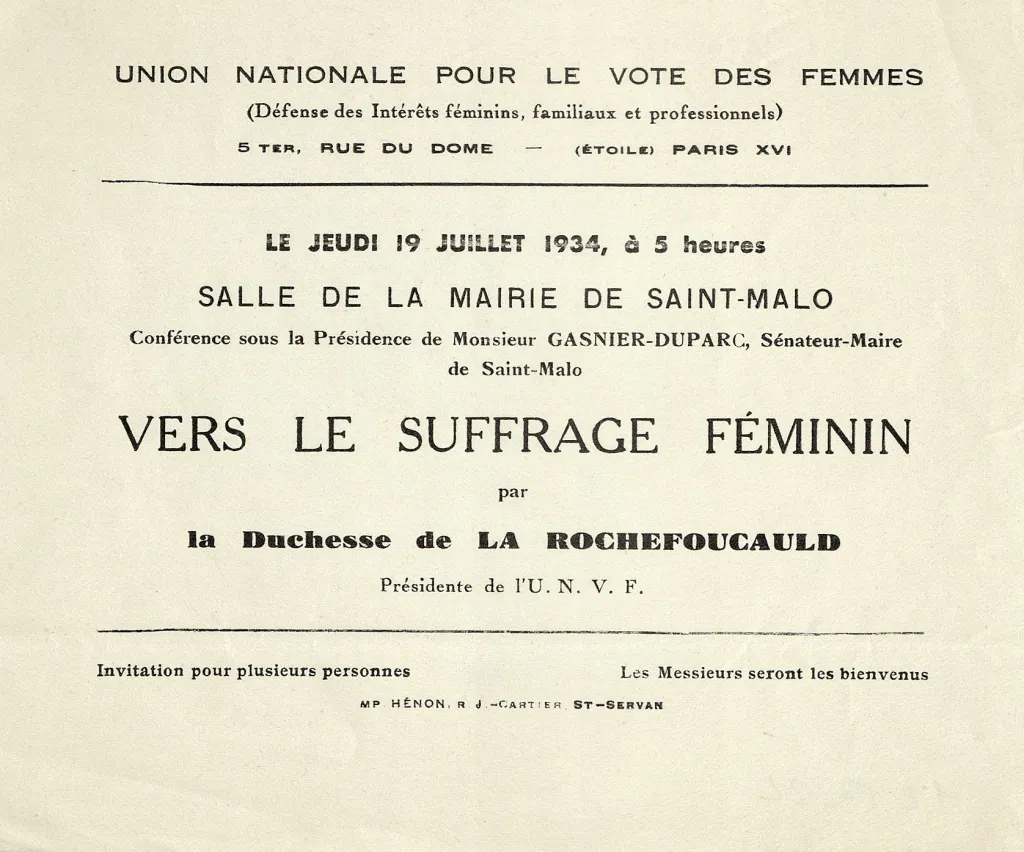 UNION NATIONALE POUR LE VOTE DES FEMMES
(Défense des Intérêts féminins, familiaux et professionnels)
5 TER, RUE DU DOME — (ÉTOILE) PARIS XVI
LE JEUDI 19 JUILLET 1934, à 5 heures
SALLE DE LA MAIRIE DE SAINT-MALO
Conférence sous la Présidence de Monsieur GASNIER-DUPARC, Sénateur-Maire
de Saint-Malo
VERS LE SUFFRAGE FÉMININ
par
la Duchesse de LA ROCHEFOUCAULD
Présidente de l'U. N. V. F.
Invitation pour plusieurs personnes Les Messieurs seront les bienvenus
MP. HÉNON, R. J.-CARTIER. ST-SERVAN